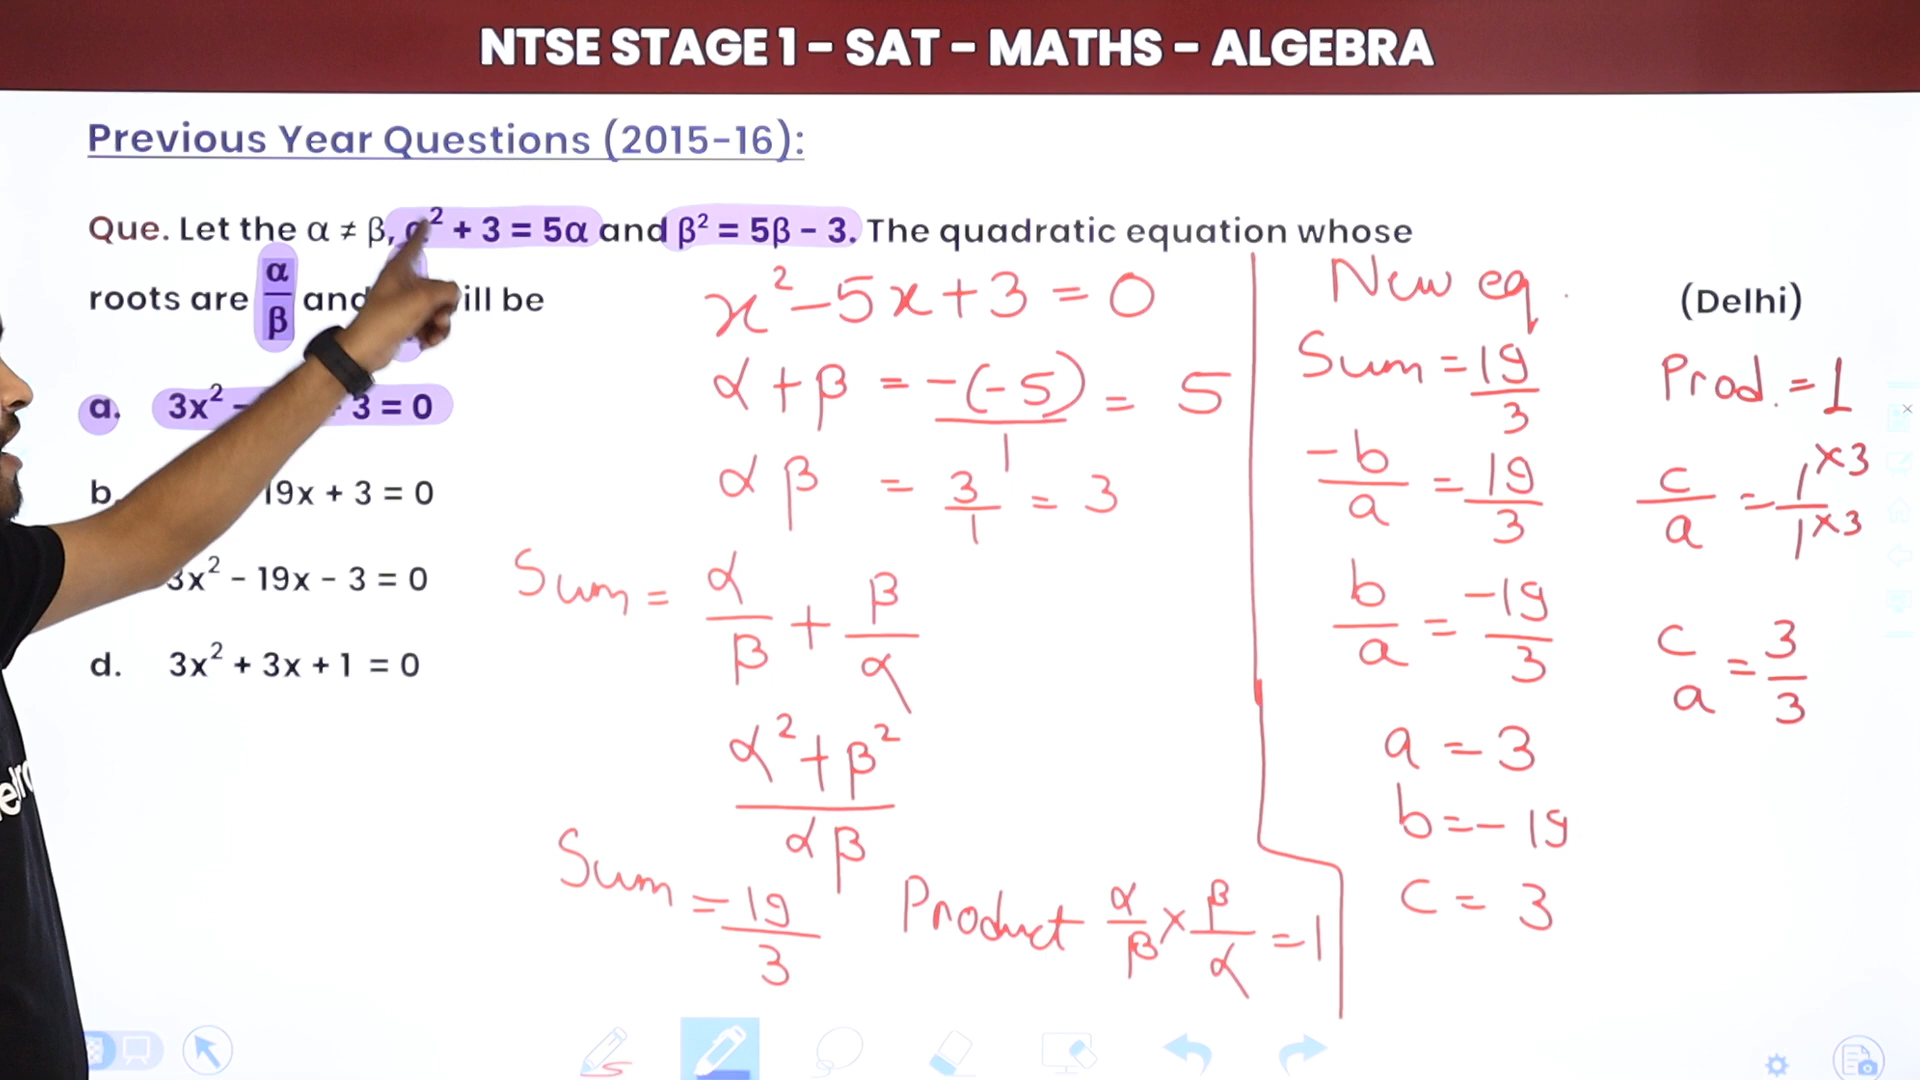 NTSE STAGE 1 – SAT – MATHS – ALGEBRA
Previous Year Questions (2015-16):
Que. Let the α ≠ β, α² + 3 = 5α and β² = 5β – 3. The quadratic equation whose
roots are α/β and ill be
(Delhi)
a. 3x² – 3 = 0
b. 19x + 3 = 0
3x² - 19x - 3 = 0
d. 3x² + 3x + 1 = 0
x² – 5x + 3 = 0
α + β = –(–5)/1 = 5
αβ = 3/1 = 3
Sum = α/β + β/α
α² + β²/αβ
Sum = 19/3
Product α/β × β/α = 1
New eq.
Sum = 19/3
–b/a = 19/3
b/a = –19/3
a = 3
b = – 19
c = 3
Prod. = 1
c/a = 1×3/1×3
c/a = 3/3